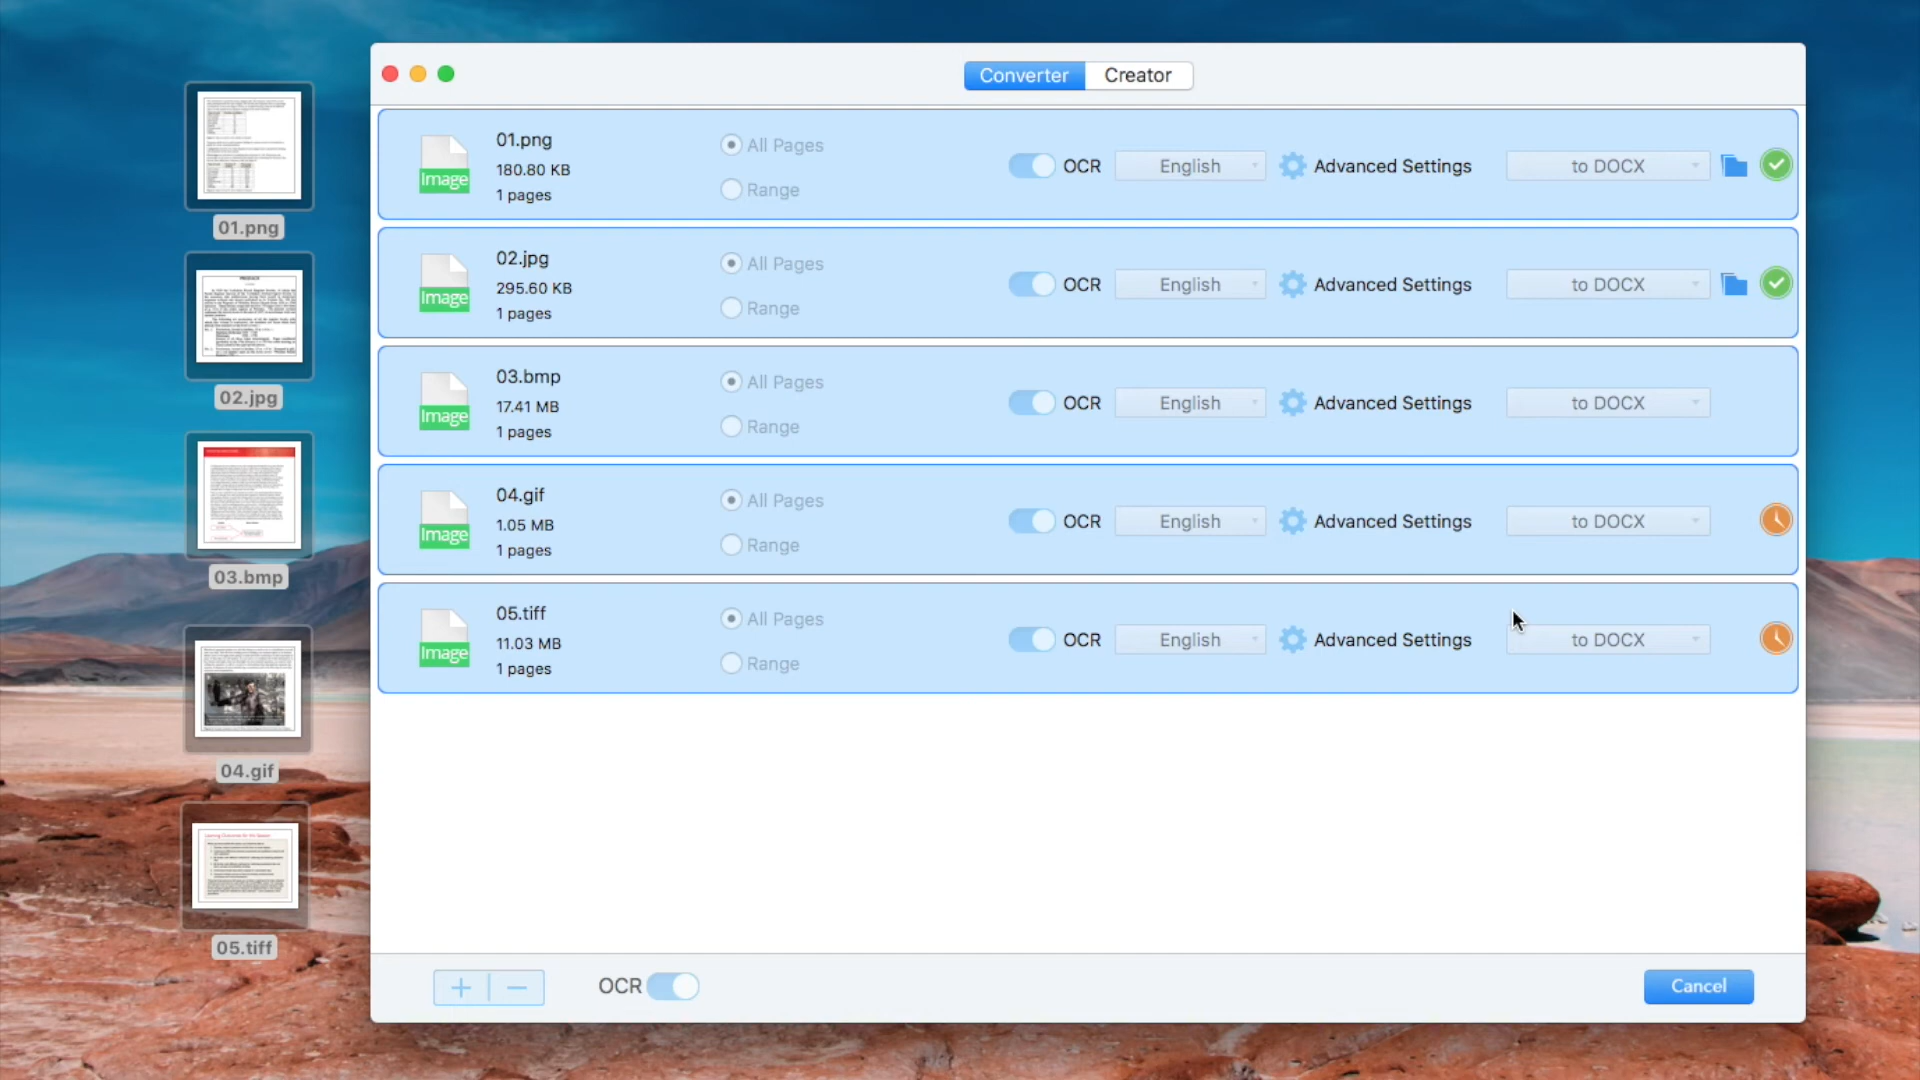 Converter
Creator
01.png
180.80 KB
1 pages
Image
All Pages
Range
OCR
English
Advanced Settings
to DOCX
02.jpg
295.60 KB
1 pages
Image
All Pages
Range
OCR
English
Advanced Settings
to DOCX
03.bmp
17.41 MB
1 pages
Image
All Pages
Range
OCR
English
Advanced Settings
to DOCX
04.gif
1.05 MB
1 pages
Image
All Pages
Range
OCR
English
Advanced Settings
to DOCX
05.tiff
11.03 MB
1 pages
Image
All Pages
Range
OCR
English
Advanced Settings
to DOCX
OCR
Cancel
01.png
02.jpg
03.bmp
04.gif
05.tiff